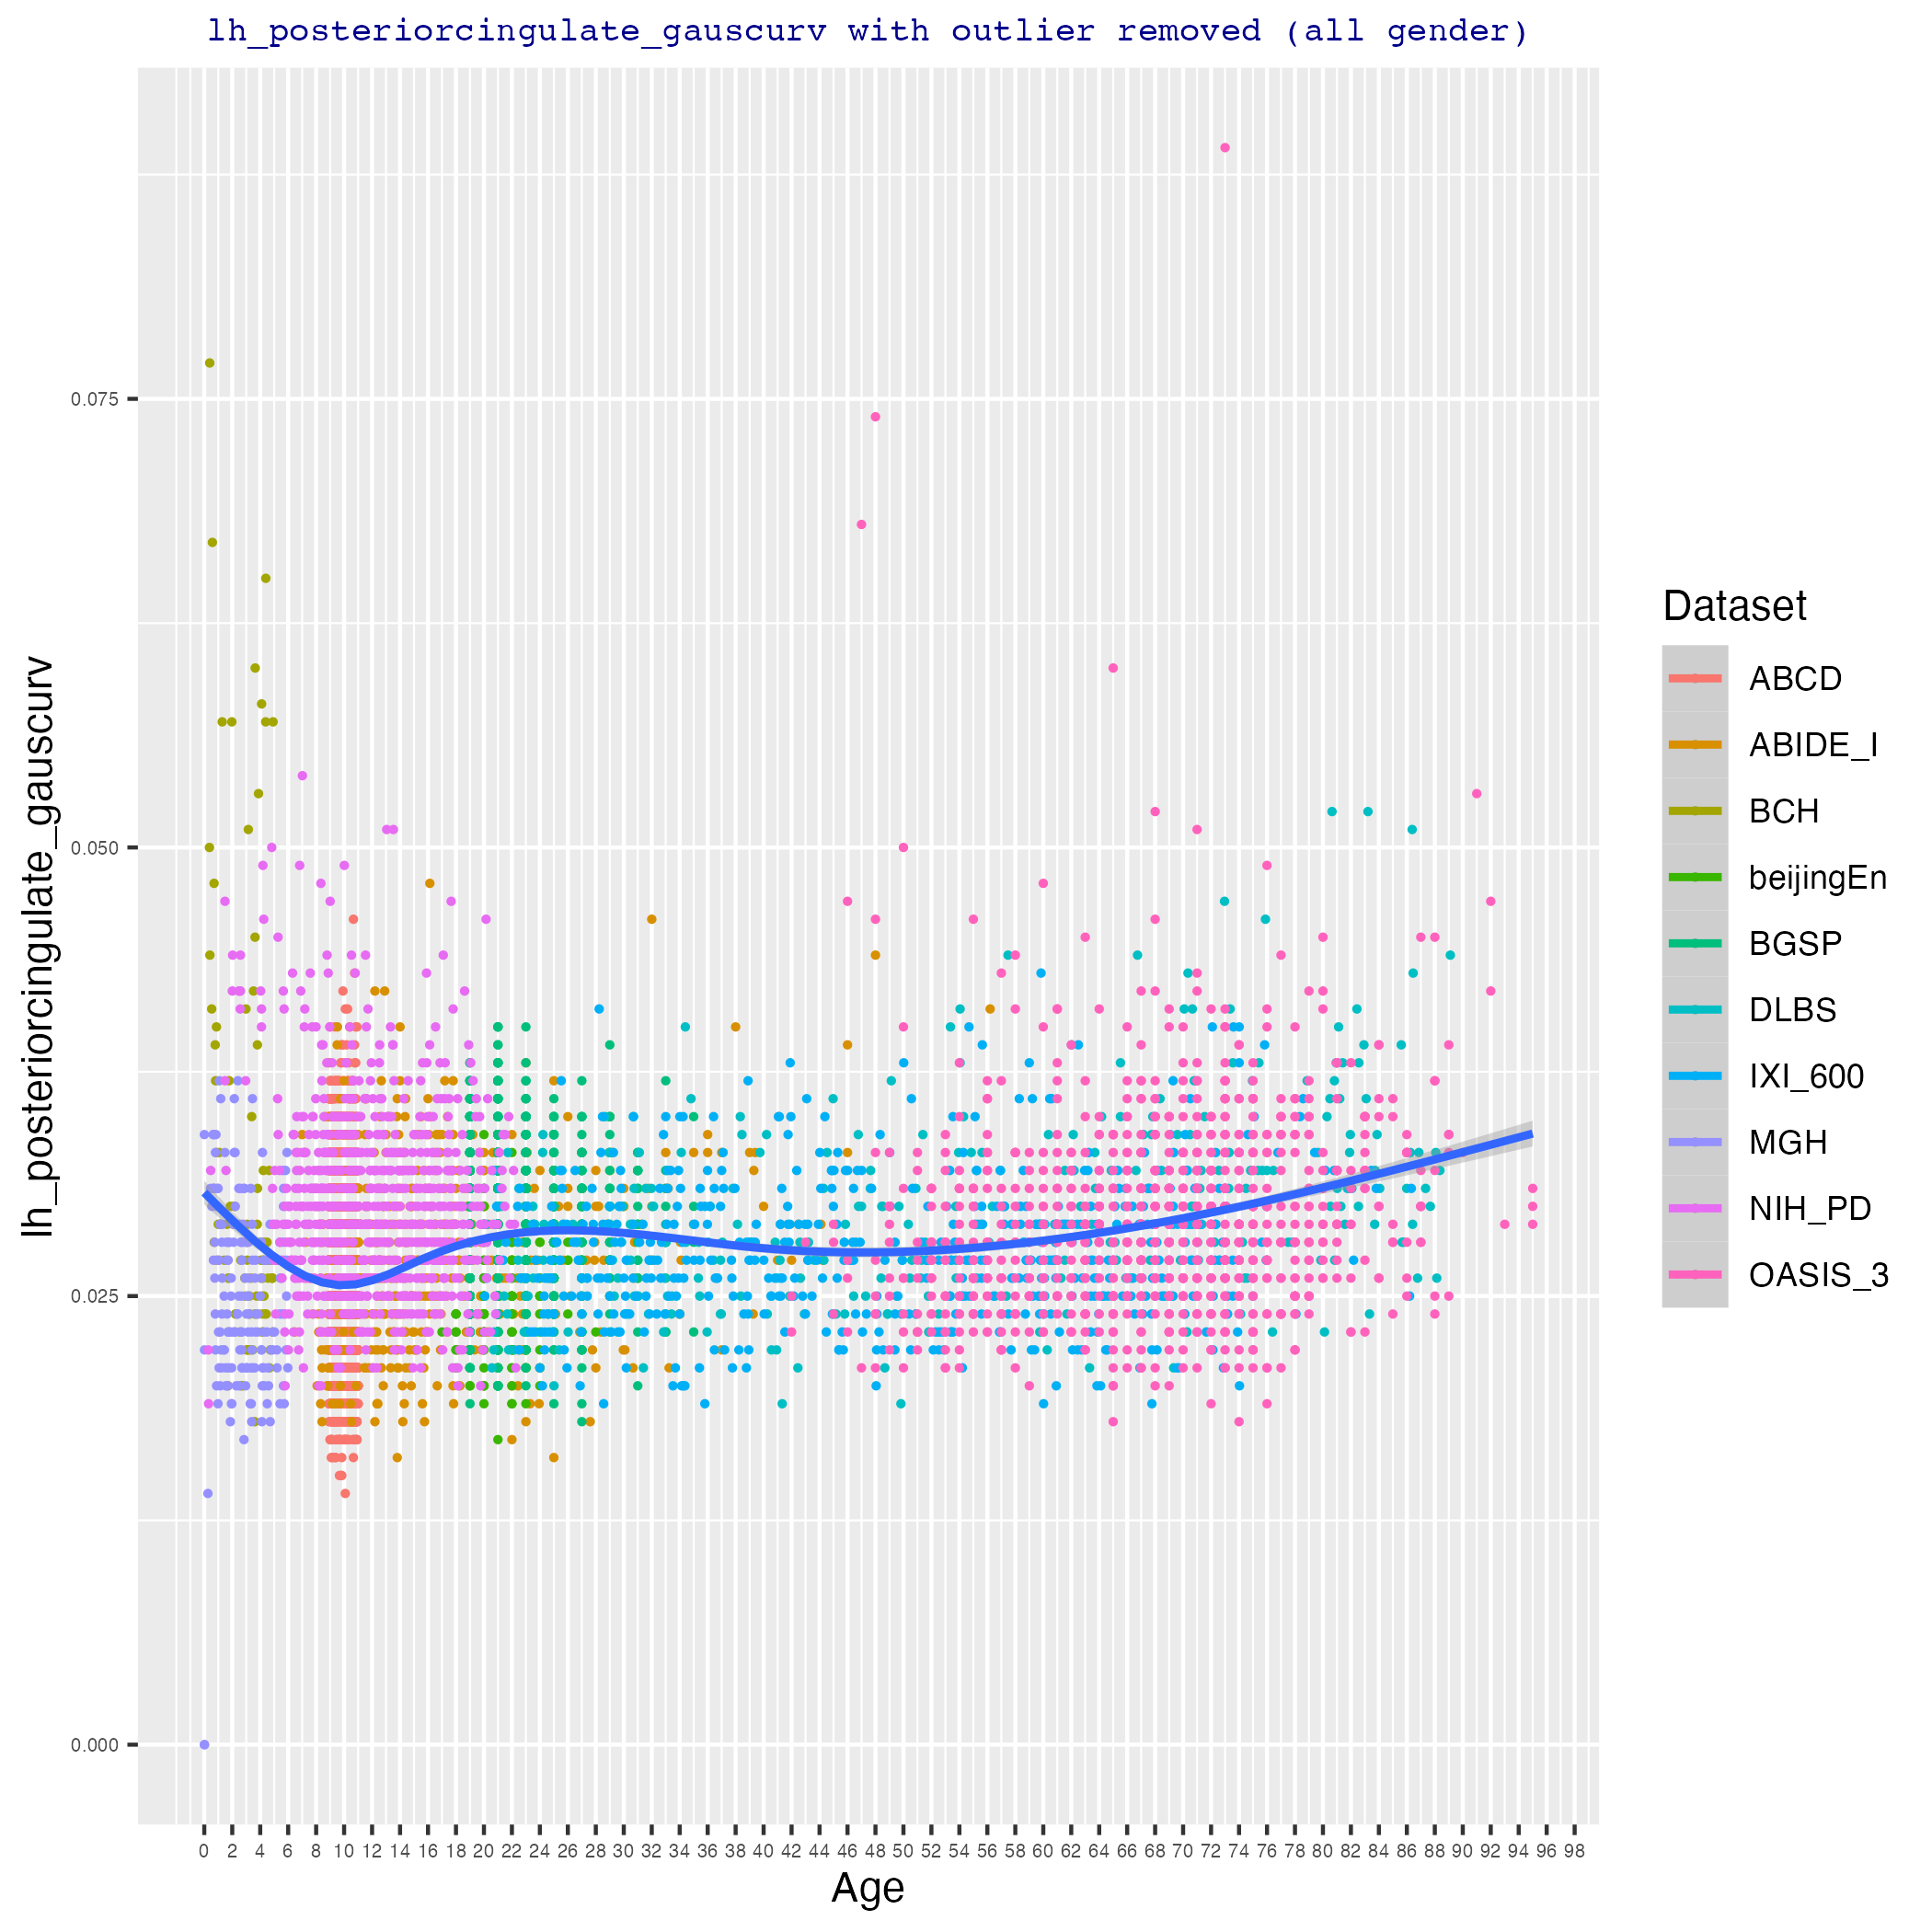 lh_posteriorcingulate_gauscurv with outlier removed (all gender)
lh_posteriorcingulate_gauscurv
0.075
0.050
0.025
0.000
0 2 4 6 8 10 12 14 16 18 20 22 24 26 28 30 32 34 36 38 40 42 44 46 48 50 52 54 56 58 60 62 64 66 68 70 72 74 76 78 80 82 84 86 88 90 92 94 96 98
Age
Dataset
ABCD
ABIDE_I
BCH
beijingEn
BGSP
DLBS
IXI_600
MGH
NIH_PD
OASIS_3